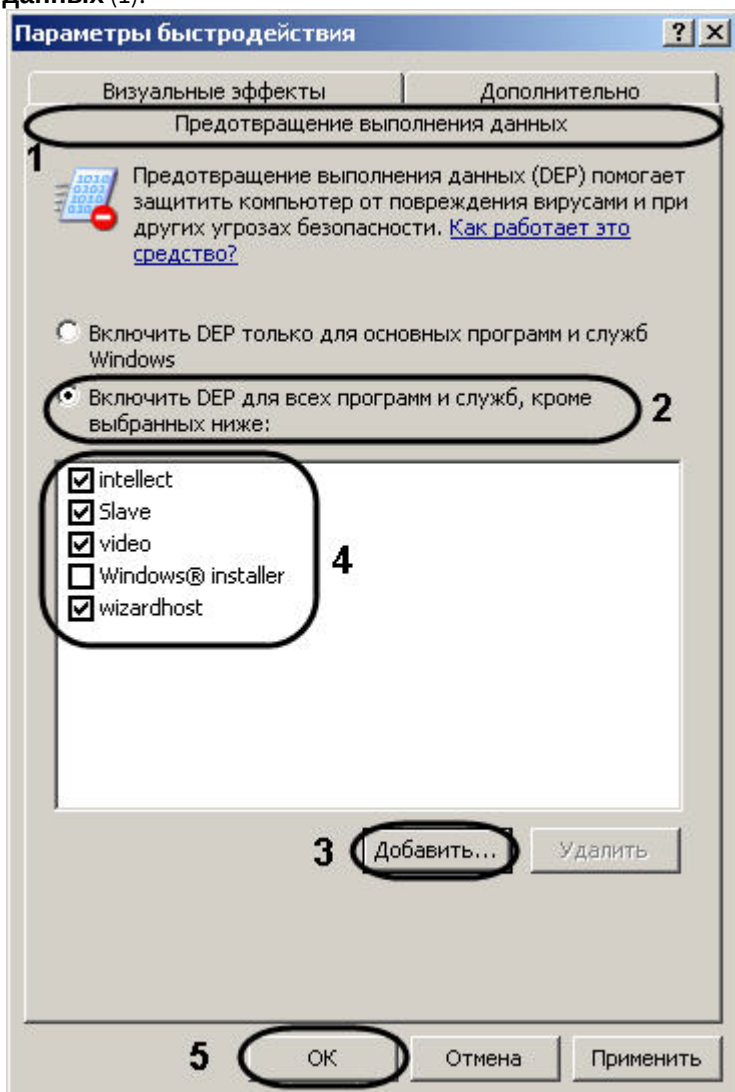 данных (1).
Параметры быстродействия
Визуальные эффекты Дополнительно
Предотвращение выполнения данных
1
Предотвращение выполнения данных (DEP) помогает
защитить компьютер от повреждения вирусами и при
других угрозах безопасности. Как работает это
средство?
Включить DEP только для основных программ и служб
Windows
Включить DEP для всех программ и служб, кроме
выбранных ниже:
2
intellect
Slave
video
Windows® installer
wizardhost
4
3 Добавить... Удалить
5 ОК Отмена Применить